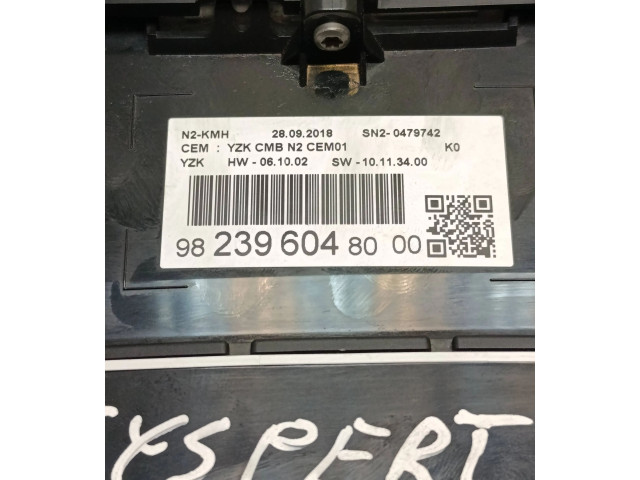 N2-KMH 28.09.2018 SN2- 0479742
CEM : YZK CMB N2 CEM01 K0
YZK HW - 06.10.02 SW - 10.11.34.00
98 239 604 80 00
EXSPERT